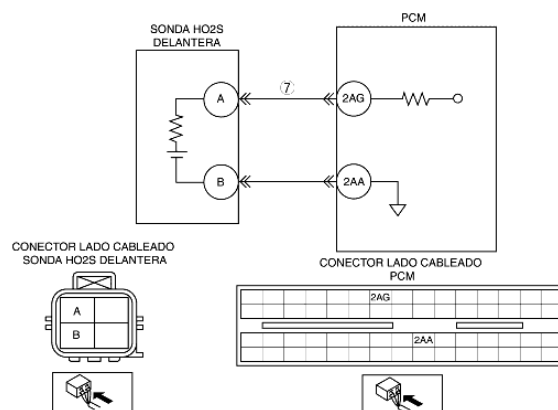 SONDA HO2S
DELANTERA
PCM
A
7
2AG
B
2AA
CONECTOR LADO CABLEADO
SONDA HO2S DELANTERA
CONECTOR LADO CABLEADO
PCM
A
B
2AG
2AA